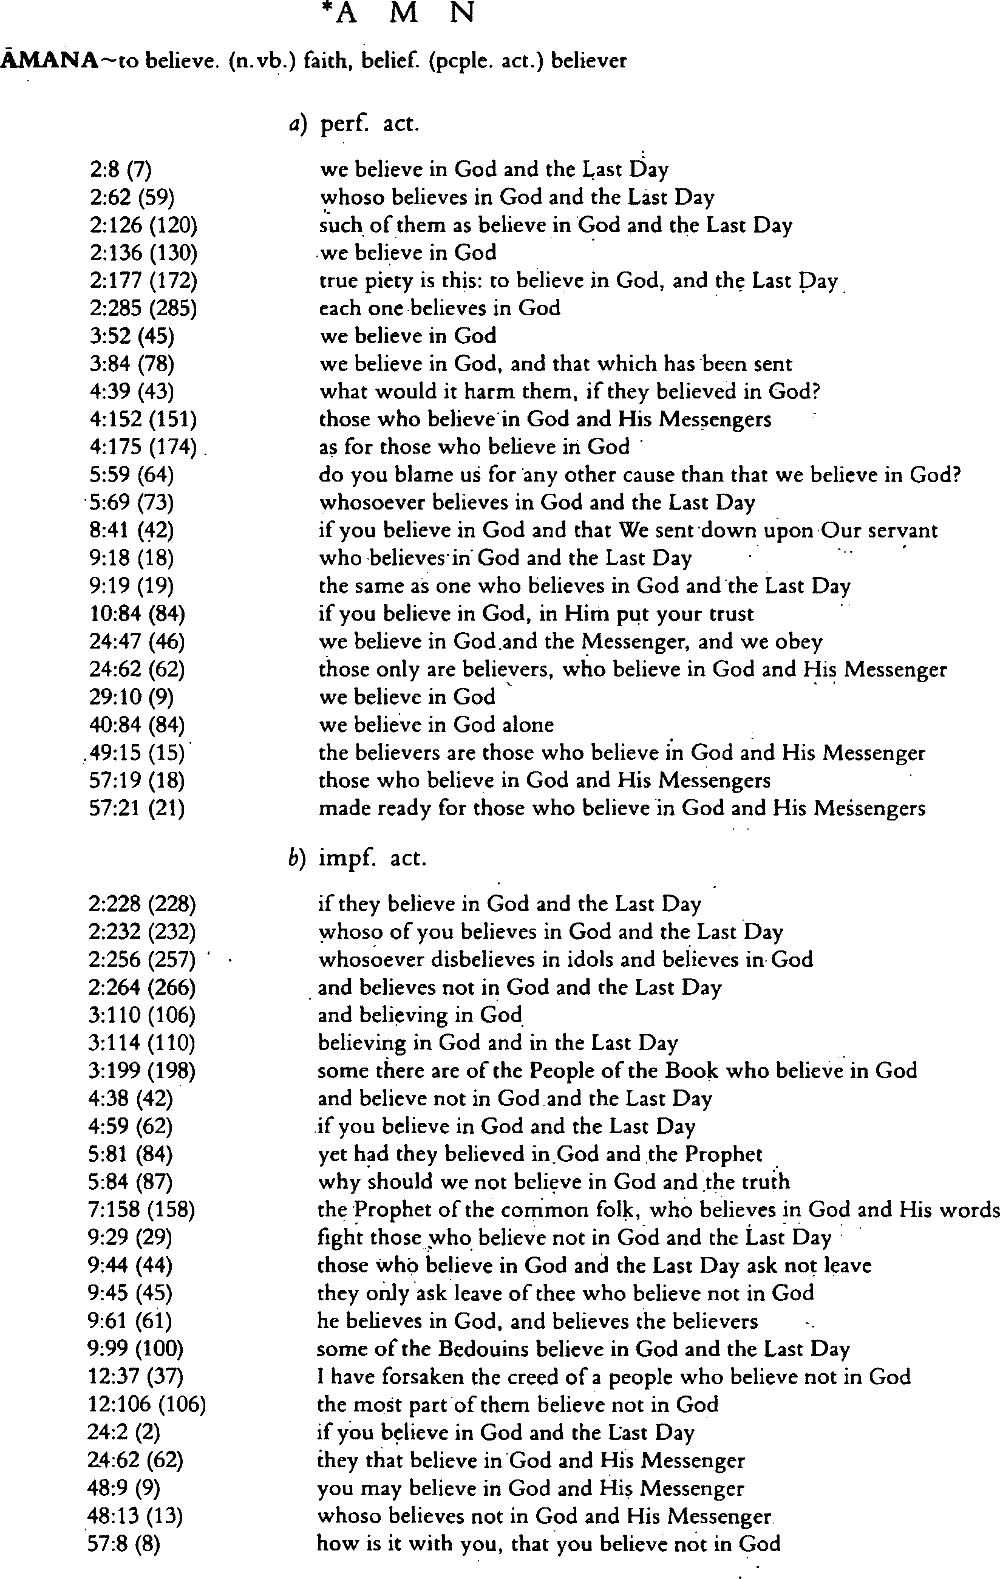 *A M N
ĀMANA~to believe. (n.vb.) faith, belief. (pcple. act.) believer
a) perf. act.
2:8 (7) we believe in God and the Last Day
2:62 (59) whoso believes in God and the Last Day
2:126 (120) such of them as believe in God and the Last Day
2:136 (130) we believe in God
2:177 (172) true piety is this: to believe in God, and the Last Day
2:285 (285) each one believes in God
3:52 (45) we believe in God
3:84 (78) we believe in God, and that which has been sent
4:39 (43) what would it harm them, if they believed in God?
4:152 (151) those who believe in God and His Messengers
4:175 (174) as for those who believe in God
5:59 (64) do you blame us for any other cause than that we believe in God?
5:69 (73) whosoever believes in God and the Last Day
8:41 (42) if you believe in God and that We sent down upon Our servant
9:18 (18) who believes in God and the Last Day
9:19 (19) the same as one who believes in God and the Last Day
10:84 (84) if you believe in God, in Him put your trust
24:47 (46) we believe in God and the Messenger, and we obey
24:62 (62) those only are believers, who believe in God and His Messenger
29:10 (9) we believe in God
40:84 (84) we believe in God alone
49:15 (15) the believers are those who believe in God and His Messenger
57:19 (18) those who believe in God and His Messengers
57:21 (21) made ready for those who believe in God and His Messengers
b) impf. act.
2:228 (228) if they believe in God and the Last Day
2:232 (232) whoso of you believes in God and the Last Day
2:256 (257) whosoever disbelieves in idols and believes in God
2:264 (266) and believes not in God and the Last Day
3:110 (106) and believing in God
3:114 (110) believing in God and in the Last Day
3:199 (198) some there are of the People of the Book who believe in God
4:38 (42) and believe not in God and the Last Day
4:59 (62) if you believe in God and the Last Day
5:81 (84) yet had they believed in God and the Prophet
5:84 (87) why should we not believe in God and the truth
7:158 (158) the Prophet of the common folk, who believes in God and His words
9:29 (29) fight those who believe not in God and the Last Day
9:44 (44) those who believe in God and the Last Day ask not leave
9:45 (45) they only ask leave of thee who believe not in God
9:61 (61) he believes in God, and believes the believers
9:99 (100) some of the Bedouins believe in God and the Last Day
12:37 (37) I have forsaken the creed of a people who believe not in God
12:106 (106) the most part of them believe not in God
24:2 (2) if you believe in God and the Last Day
24:62 (62) they that believe in God and His Messenger
48:9 (9) you may believe in God and His Messenger
48:13 (13) whoso believes not in God and His Messenger
57:8 (8) how is it with you, that you believe not in God